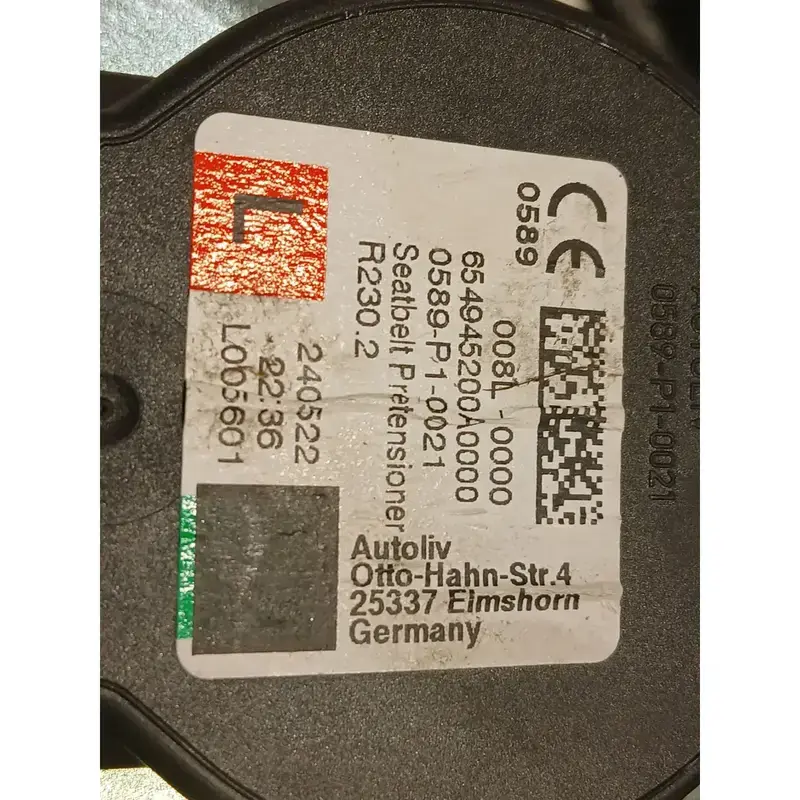 CE
0589
008L - 0000
654945200A0000
0589-P1-0021
Seatbelt Pretensioner
R230.2
L
240522
22:36
L005601
Autoliv
Otto-Hahn-Str.4
25337 Elmshorn
Germany
AUTOLIV
0589-P1-0021